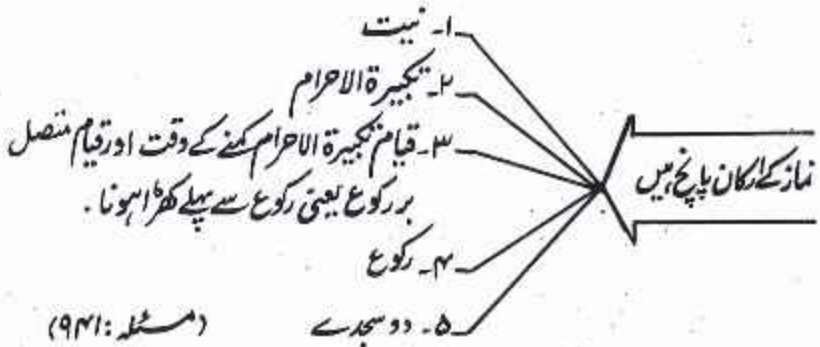 نماز کے ارکان پانچ ہیں
۱۔ نیت
۲۔ تکبیرۃ الاحرام
۳۔ قیام تکبیرۃ الاحرام کہنے کے وقت اور قیام متصل
بر رکوع یعنی رکوع سے پہلے کھڑا ہونا ۔
۴۔ رکوع
۵۔ دو سجدے (مسئلہ : ۹۴۱)